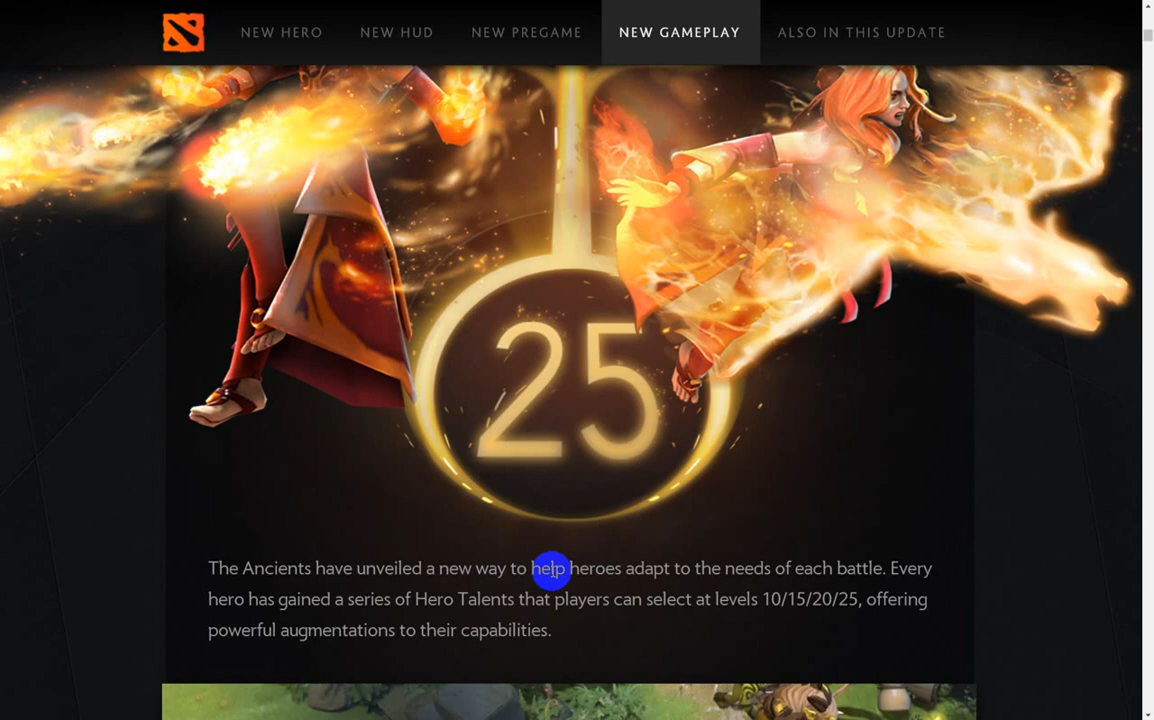 NEW HERO NEW HUD NEW PREGAME NEW GAMEPLAY ALSO IN THIS UPDATE
25
The Ancients have unveiled a new way to help heroes adapt to the needs of each battle. Every
hero has gained a series of Hero Talents that players can select at levels 10/15/20/25, offering
powerful augmentations to their capabilities.